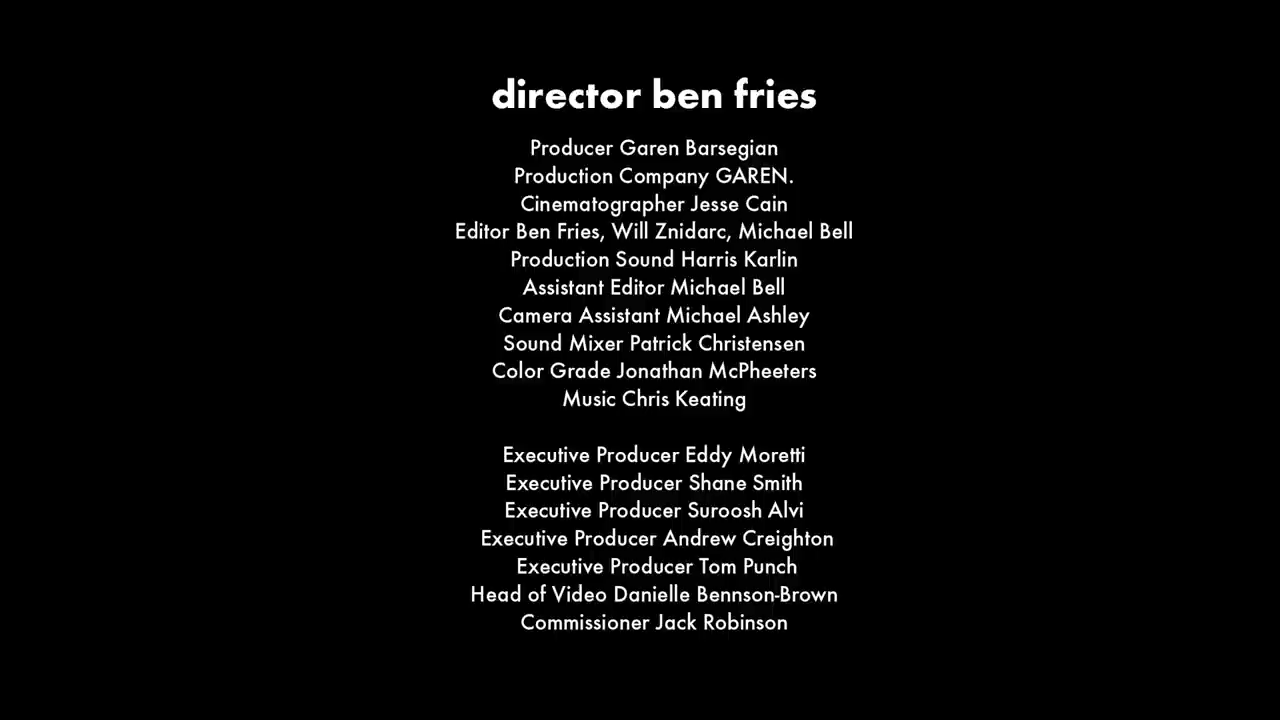 director ben fries
Producer Garen Barsegian
Production Company GAREN.
Cinematographer Jesse Cain
Editor Ben Fries, Will Znidarc, Michael Bell
Production Sound Harris Karlin
Assistant Editor Michael Bell
Camera Assistant Michael Ashley
Sound Mixer Patrick Christensen
Color Grade Jonathan McPheeters
Music Chris Keating
Executive Producer Eddy Moretti
Executive Producer Shane Smith
Executive Producer Suroosh Alvi
Executive Producer Andrew Creighton
Executive Producer Tom Punch
Head of Video Danielle Bennson-Brown
Commissioner Jack Robinson